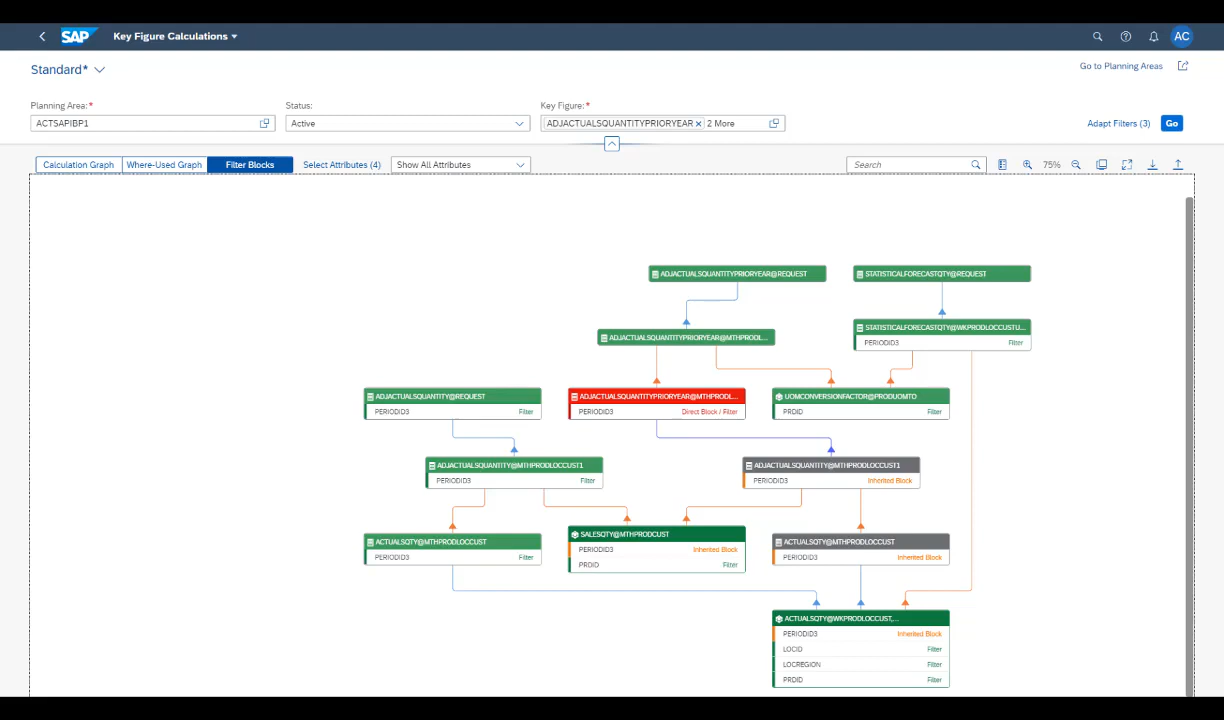 SAP Key Figure Calculations AC
Standard* Go to Planning Areas
Planning Area:* Status: Key Figure:*
ACTSAPIBP1 Active ADJACTUALSQUANTITYPRIORYEAR × 2 More Adapt Filters (3) Go
Calculation Graph Where-Used Graph Filter Blocks Select Attributes (4) Show All Attributes Search 75%
ADJACTUALSQUANTITYPRIORYEAR@REQUEST STATISTICALFORECASTQTY@REQUEST
STATISTICALFORECASTQTY@WKPRODLOCCUSTU...
ADJACTUALSQUANTITYPRIORYEAR@MTHPRODL...
PERIODID3 Filter
ADJACTUALSQUANTITY@REQUEST ADJACTUALSQUANTITYPRIORYEAR@MTHPRODL... UOMCONVERSIONFACTOR@PRODUOMTO
PERIODID3 Filter PERIODID3 Direct Block / Filter PRDID Filter
ADJACTUALSQUANTITY@MTHPRODLOCCUST1 ADJACTUALSQUANTITY@MTHPRODLOCCUST1
PERIODID3 Filter PERIODID3 Inherited Block
SALESQTY@MTHPRODCUST
ACTUALSQTY@MTHPRODLOCCUST ACTUALSQTY@MTHPRODLOCCUST
PERIODID3 Inherited Block
PERIODID3 Filter PERIODID3 Inherited Block
PRDID Filter
ACTUALSQTY@WKPRODLOCCUST,...
PERIODID3 Inherited Block
LOCID Filter
LOCREGION Filter
PRDID Filter